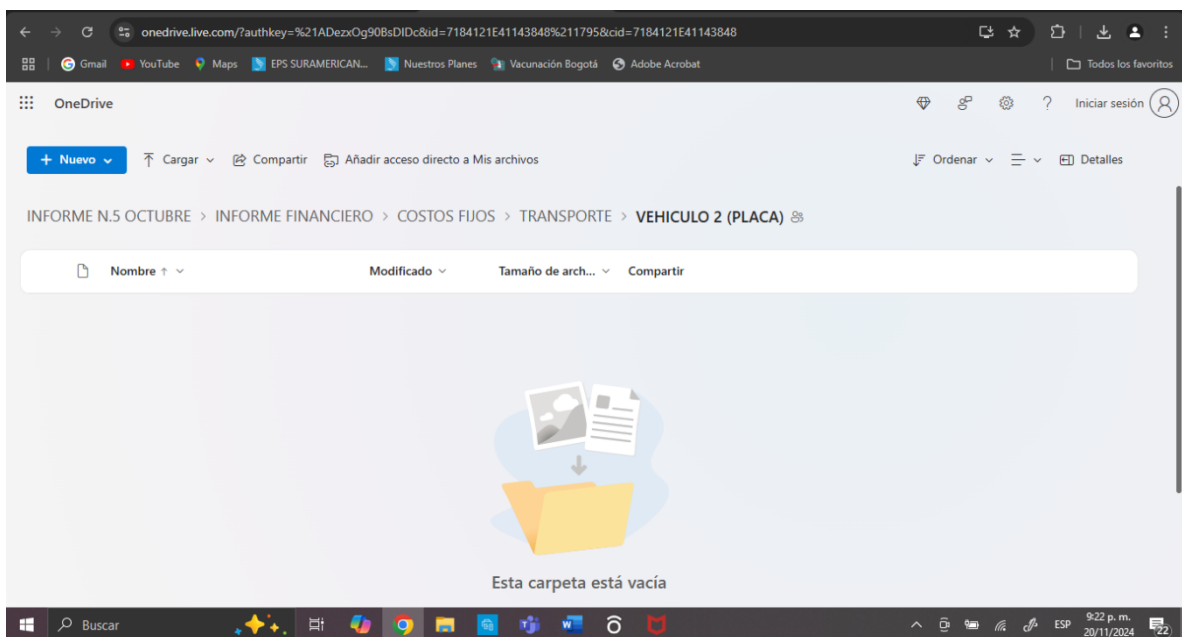 onedrive.live.com/?authkey=%21ADezxOg90BsDIDc&id=7184121E41143848%211795&cid=7184121E41143848
Gmail YouTube Maps EPS SURAMERICAN... Nuestros Planes Vacunación Bogotá Adobe Acrobat Todos los favoritos
OneDrive ? Iniciar sesión
+ Nuevo Cargar Compartir Añadir acceso directo a Mis archivos Ordenar Detalles
INFORME N.5 OCTUBRE > INFORME FINANCIERO > COSTOS FIJOS > TRANSPORTE > VEHICULO 2 (PLACA)
Nombre ↑ Modificado Tamaño de arch... Compartir
Esta carpeta está vacía
Buscar ESP 9:22 p. m.
20/11/2024 22